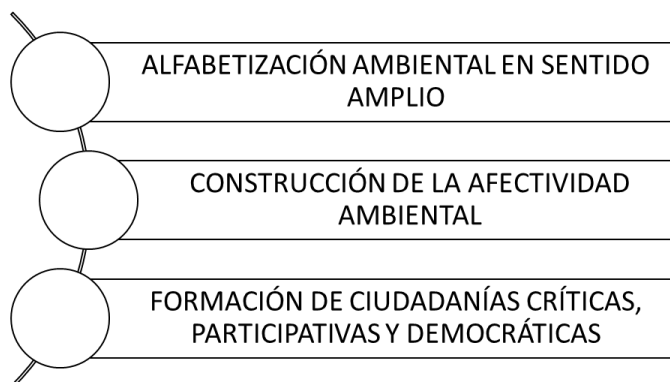 ALFABETIZACIÓN AMBIENTAL EN SENTIDO
AMPLIO
CONSTRUCCIÓN DE LA AFECTIVIDAD
AMBIENTAL
FORMACIÓN DE CIUDADANÍAS CRÍTICAS,
PARTICIPATIVAS Y DEMOCRÁTICAS